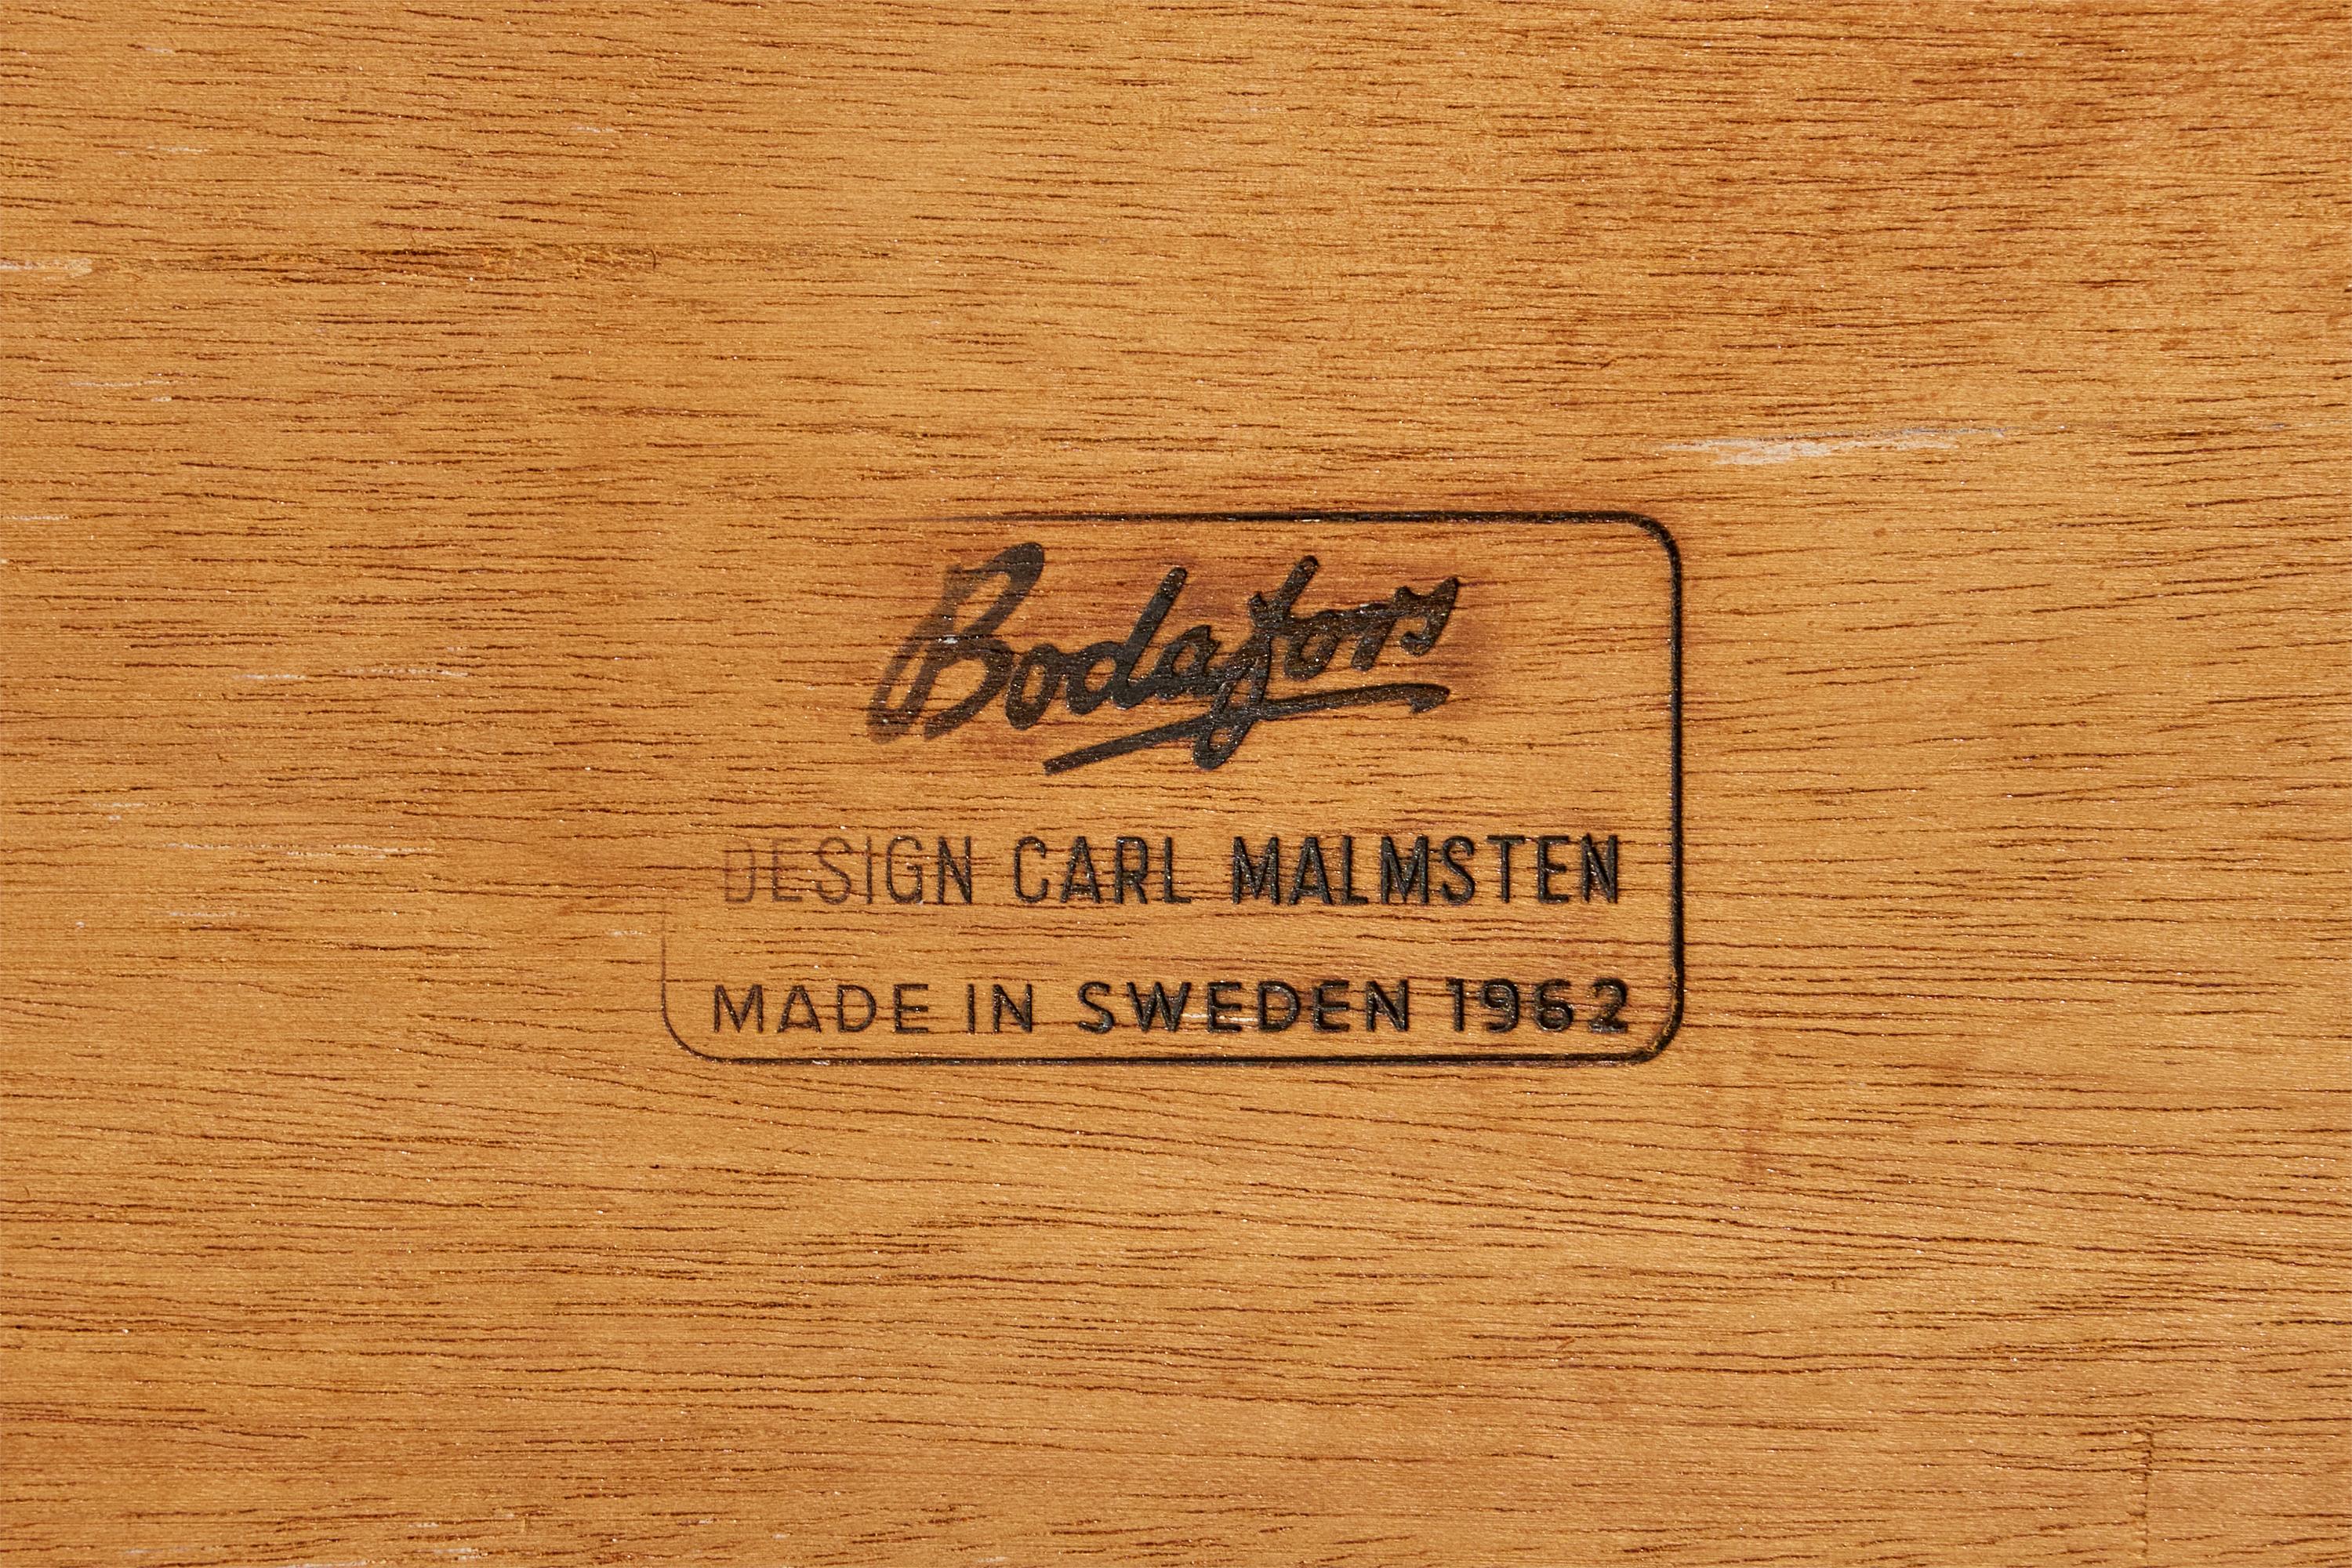 Bodafors
DESIGN CARL MALMSTEN
MADE IN SWEDEN 1962